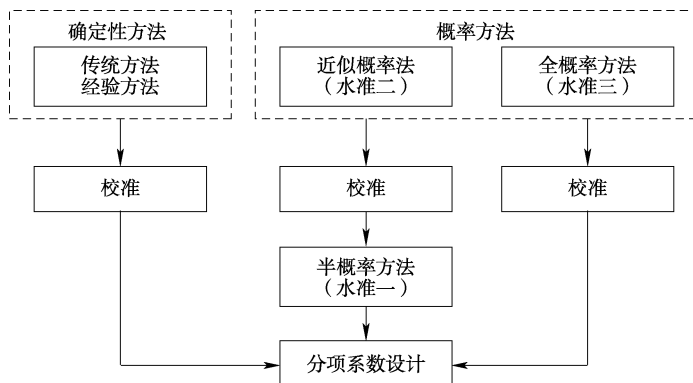 确定性方法
概率方法
传统方法
经验方法
近似概率法
（水准二）
全概率方法
（水准三）
校准
校准
校准
半概率方法
（水准一）
分项系数设计